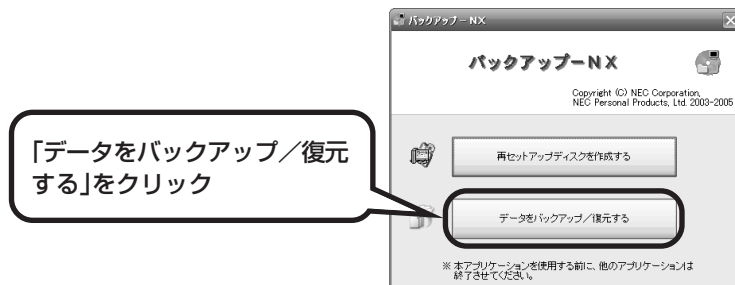 バックアップ－NX
バックアップーNX
Copyright (C) NEC Corporation,
NEC Personal Products, Ltd. 2003-2005
「データをバックアップ／復元
する」をクリック
再セットアップディスクを作成する
データをバックアップ／復元する
※ 本アプリケーションを使用する前に、他のアプリケーションは
終了させてください。